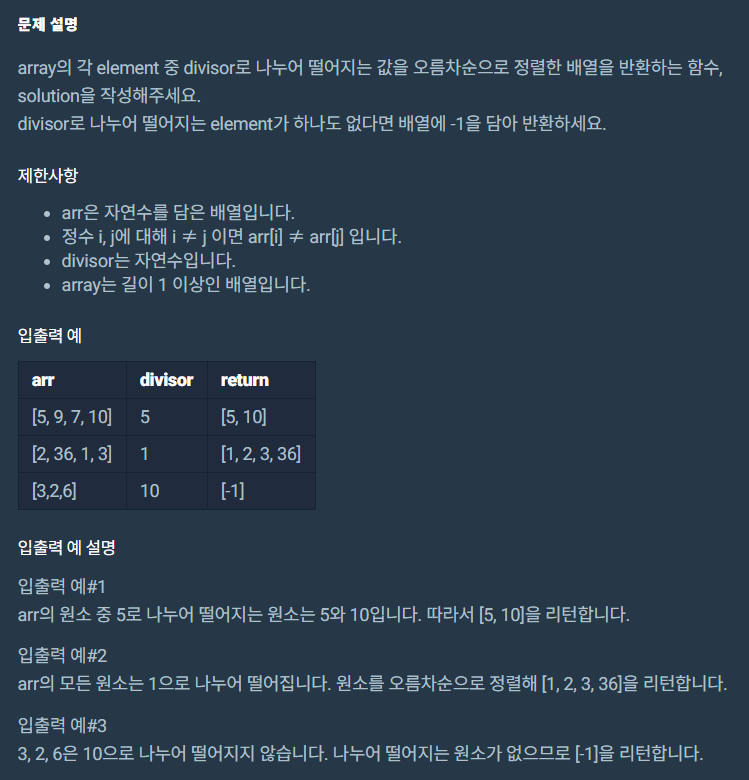 문제 설명
array의 각 element 중 divisor로 나누어 떨어지는 값을 오름차순으로 정렬한 배열을 반환하는 함수,
solution을 작성해주세요.
divisor로 나누어 떨어지는 element가 하나도 없다면 배열에 -1을 담아 반환하세요.
제한사항
• arr은 자연수를 담은 배열입니다.
• 정수 i, j에 대해 i ≠ j 이면 arr[i] ≠ arr[j] 입니다.
• divisor는 자연수입니다.
• array는 길이 1 이상인 배열입니다.
입출력 예
arr divisor return
[5, 9, 7, 10] 5 [5, 10]
[2, 36, 1, 3] 1 [1, 2, 3, 36]
[3,2,6] 10 [-1]
입출력 예 설명
입출력 예#1
arr의 원소 중 5로 나누어 떨어지는 원소는 5와 10입니다. 따라서 [5, 10]을 리턴합니다.
입출력 예#2
arr의 모든 원소는 1으로 나누어 떨어집니다. 원소를 오름차순으로 정렬해 [1, 2, 3, 36]을 리턴합니다.
입출력 예#3
3, 2, 6은 10으로 나누어 떨어지지 않습니다. 나누어 떨어지는 원소가 없으므로 [-1]을 리턴합니다.